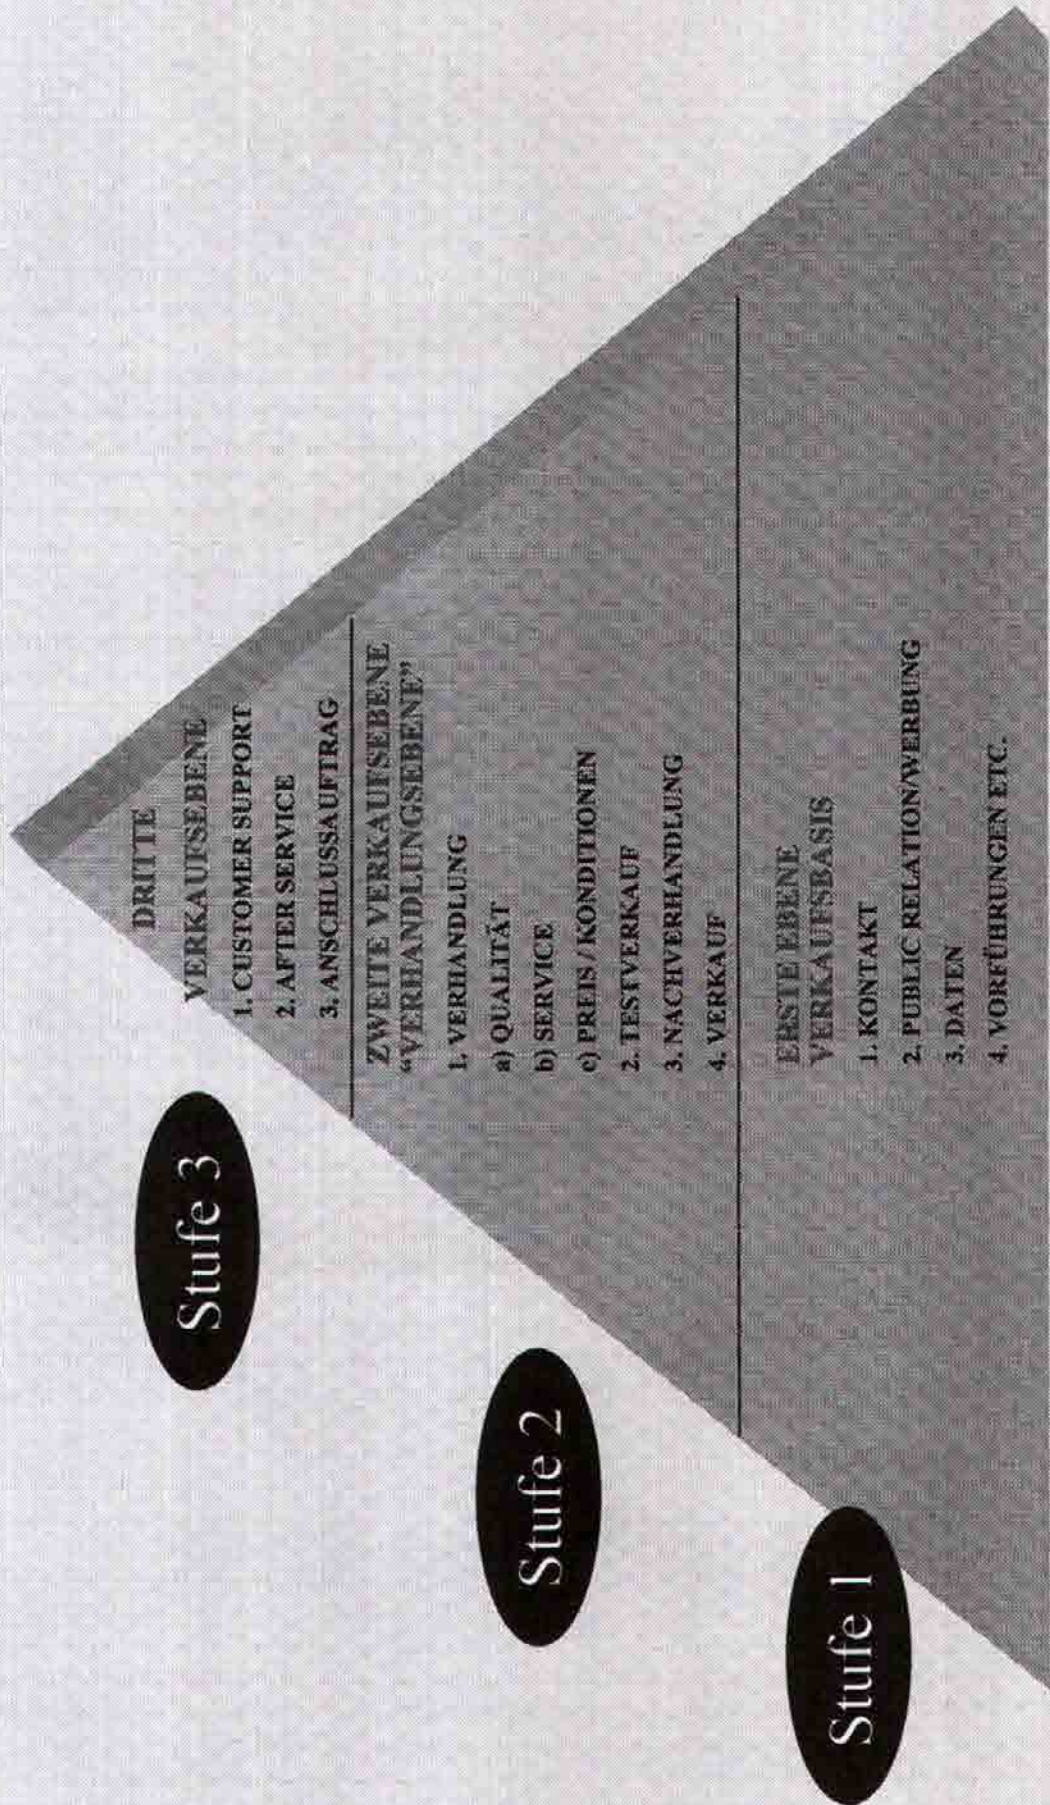 Stufe 3
DRITTE
VERKAUFSEBENE
1. CUSTOMER SUPPORT
2. AFTER SERVICE
3. ANSCHLUSSAUFTRAG
Stufe 2
ZWEITE VERKAUFSEBENE
“VERHANDLUNGSEBENE”
1. VERHANDLUNG
a) QUALITÄT
b) SERVICE
c) PREIS / KONDITIONEN
2. TESTVERKAUF
3. NACHVERHANDLUNG
4. VERKAUF
Stufe 1
ERSTE EBENE
VERKAUFSBASIS
1. KONTAKT
2. PUBLIC RELATION/WERBUNG
3. DATEN
4. VORFÜHRUNGEN ETC.